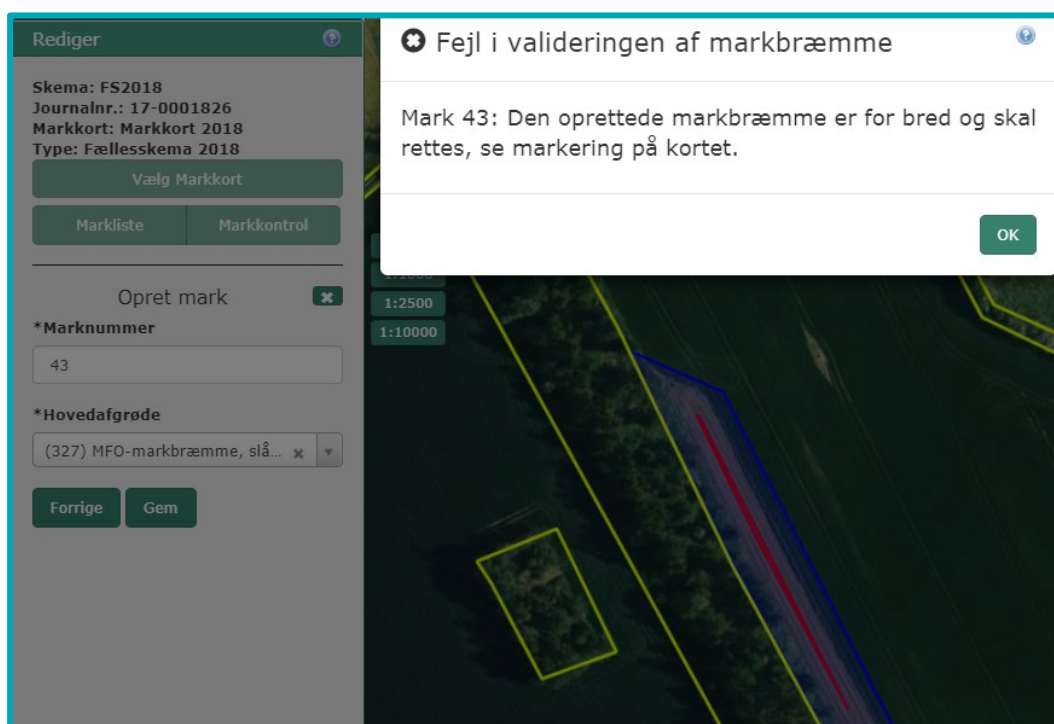 Rediger
Skema: FS2018
Journalnr.: 17-0001826
Markkort: Markkort 2018
Type: Fællesskema 2018
Vælg Markkort
Markliste Markkontrol
Opret mark
*Marknummer
43
*Hovedafgrøde
(327) MFO-markbræmme, slå...
Forrige Gem
Fejl i valideringen af markbræmme
Mark 43: Den oprettede markbræmme er for bred og skal
rettes, se markering på kortet.
OK
1:2500
1:10000